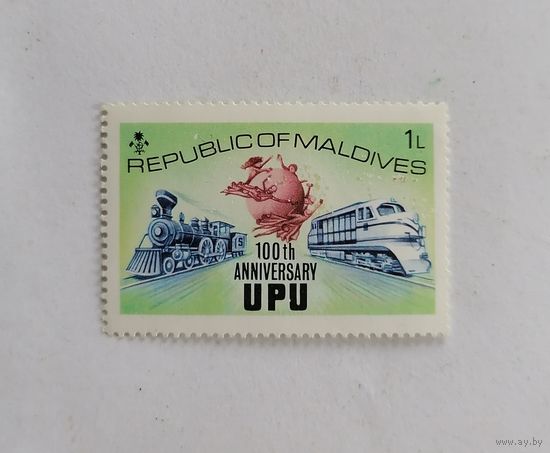 1L
REPUBLIC OF MALDIVES
15
100th
ANNIVERSARY
UPU
www.ay.by